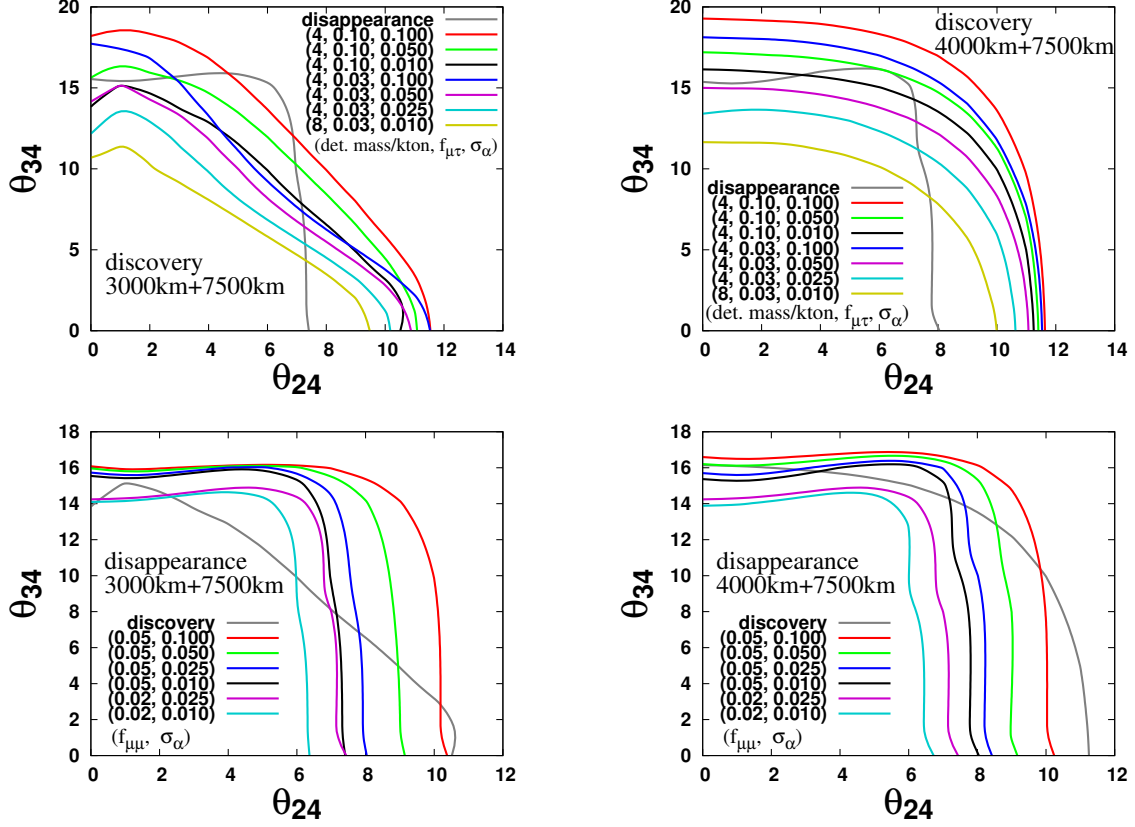 20
15
10
5
0
θ34
disappearance
(4, 0.10, 0.100)
(4, 0.10, 0.050)
(4, 0.10, 0.010)
(4, 0.03, 0.100)
(4, 0.03, 0.050)
(4, 0.03, 0.025)
(8, 0.03, 0.010)
(det. mass/kton, fμτ, σα)
discovery
3000km+7500km
0 2 4 6 8 10 12 14
θ24
20
15
10
5
0
θ34
discovery
4000km+7500km
disappearance
(4, 0.10, 0.100)
(4, 0.10, 0.050)
(4, 0.10, 0.010)
(4, 0.03, 0.100)
(4, 0.03, 0.050)
(4, 0.03, 0.025)
(8, 0.03, 0.010)
(det. mass/kton, fμτ, σα)
0 2 4 6 8 10 12 14
θ24
18
16
14
12
10
8
6
4
2
0
θ34
disappearance
3000km+7500km
discovery
(0.05, 0.100)
(0.05, 0.050)
(0.05, 0.025)
(0.05, 0.010)
(0.02, 0.025)
(0.02, 0.010)
(fμμ, σα)
0 2 4 6 8 10 12
θ24
18
16
14
12
10
8
6
4
2
0
θ34
disappearance
4000km+7500km
discovery
(0.05, 0.100)
(0.05, 0.050)
(0.05, 0.025)
(0.05, 0.010)
(0.02, 0.025)
(0.02, 0.010)
(fμμ, σα)
0 2 4 6 8 10 12
θ24